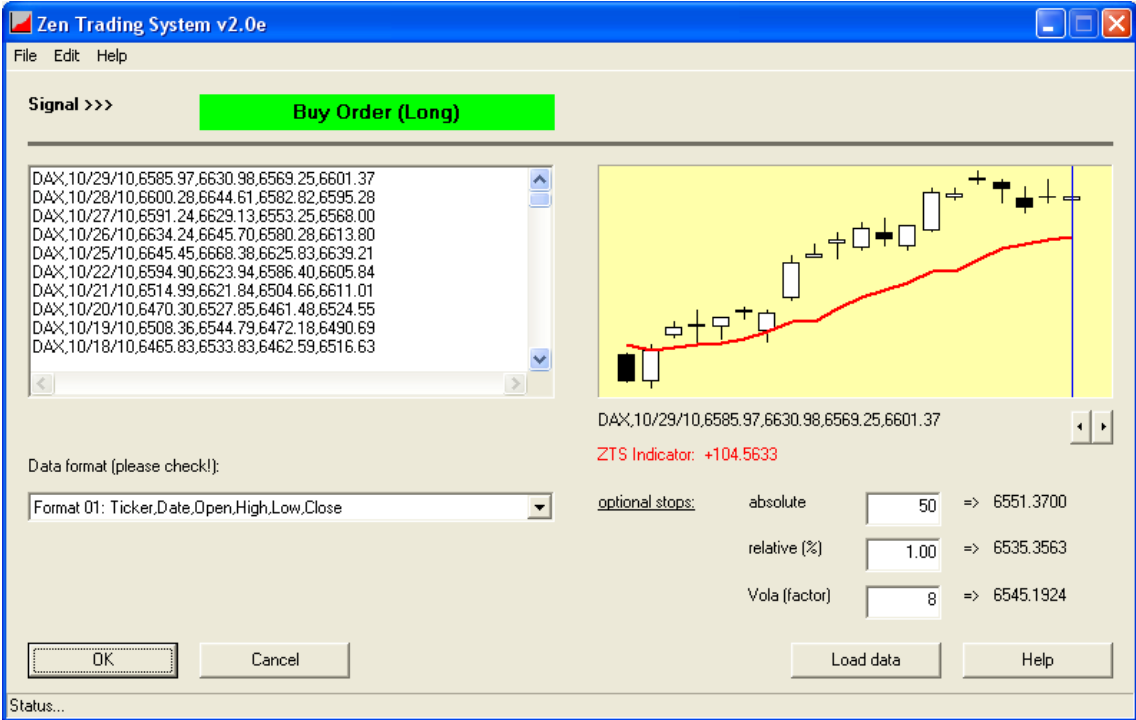 Zen Trading System v2.0e
File Edit Help
Signal >>> Buy Order (Long)
DAX,10/29/10,6585.97,6630.98,6569.25,6601.37
DAX,10/28/10,6600.28,6644.61,6582.82,6595.28
DAX,10/27/10,6591.24,6629.13,6553.25,6568.00
DAX,10/26/10,6634.24,6645.70,6580.28,6613.80
DAX,10/25/10,6645.45,6668.38,6625.83,6639.21
DAX,10/22/10,6594.90,6623.94,6586.40,6605.84
DAX,10/21/10,6514.99,6621.84,6504.66,6611.01
DAX,10/20/10,6470.30,6527.85,6461.48,6524.55
DAX,10/19/10,6508.36,6544.79,6472.18,6490.69
DAX,10/18/10,6465.83,6533.83,6462.59,6516.63
DAX,10/29/10,6585.97,6630.98,6569.25,6601.37
ZTS Indicator: +104.5633
Data format (please check!):
Format 01: Ticker,Date,Open,High,Low,Close
optional stops: absolute 50 => 6551.3700
relative (%) 1.00 => 6535.3563
Vola (factor) 8 => 6545.1924
OK Cancel Load data Help
Status...